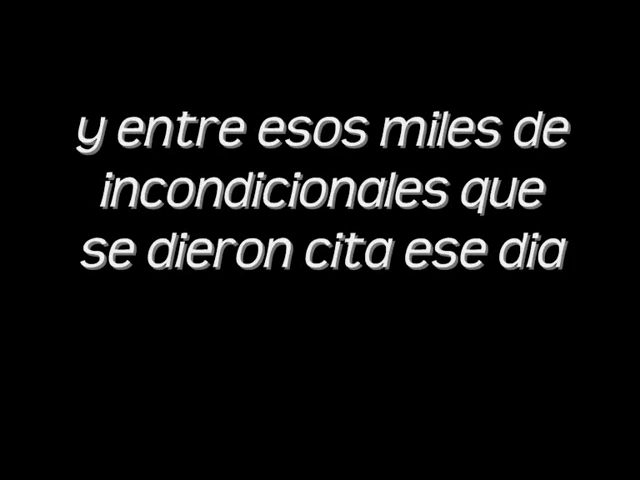 y entre esos miles de
incondicionales que
se dieron cita ese dia